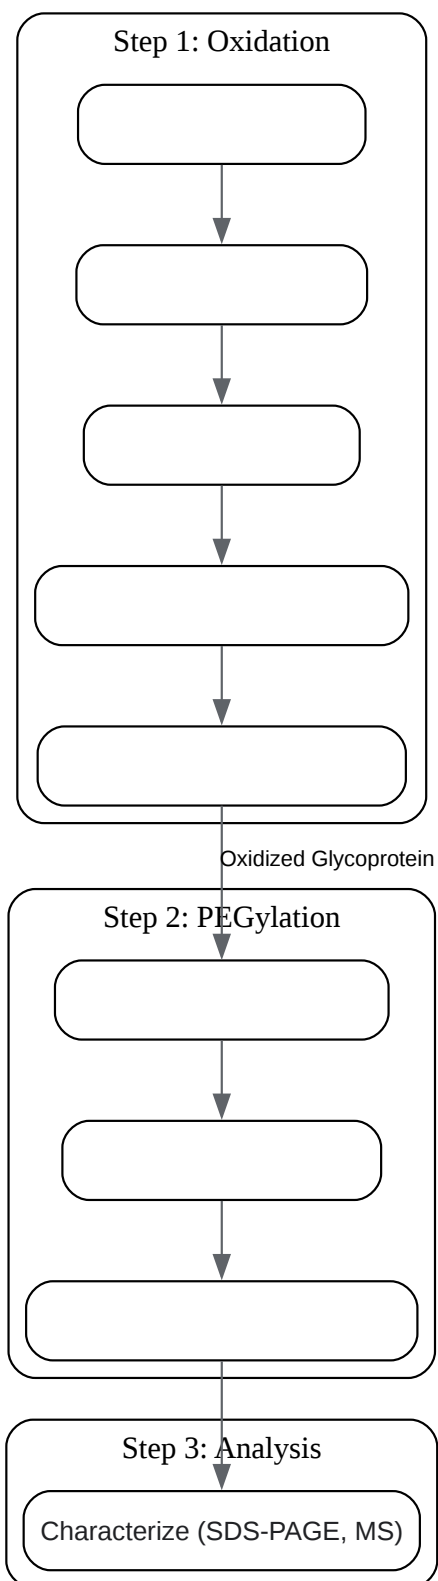 Step 1: Oxidation
Oxidized Glycoprotein
Step 2: PEGylation
Step 3: Analysis
Characterize (SDS-PAGE, MS)